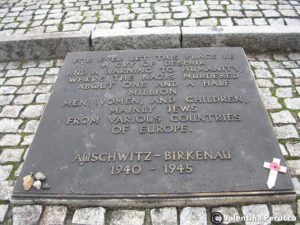 FOR EVER LET THIS PLACE BE
A CRY OF DESPAIR
AND A WARNING TO HUMANITY,
WHERE THE NAZIS MURDERED
ABOUT ONE AND A HALF
MILLION
MEN, WOMEN, AND CHILDREN,
MAINLY JEWS
FROM VARIOUS COUNTRIES
OF EUROPE.
AUSCHWITZ-BIRKENAU
1940 - 1945
© Valentina Perucca